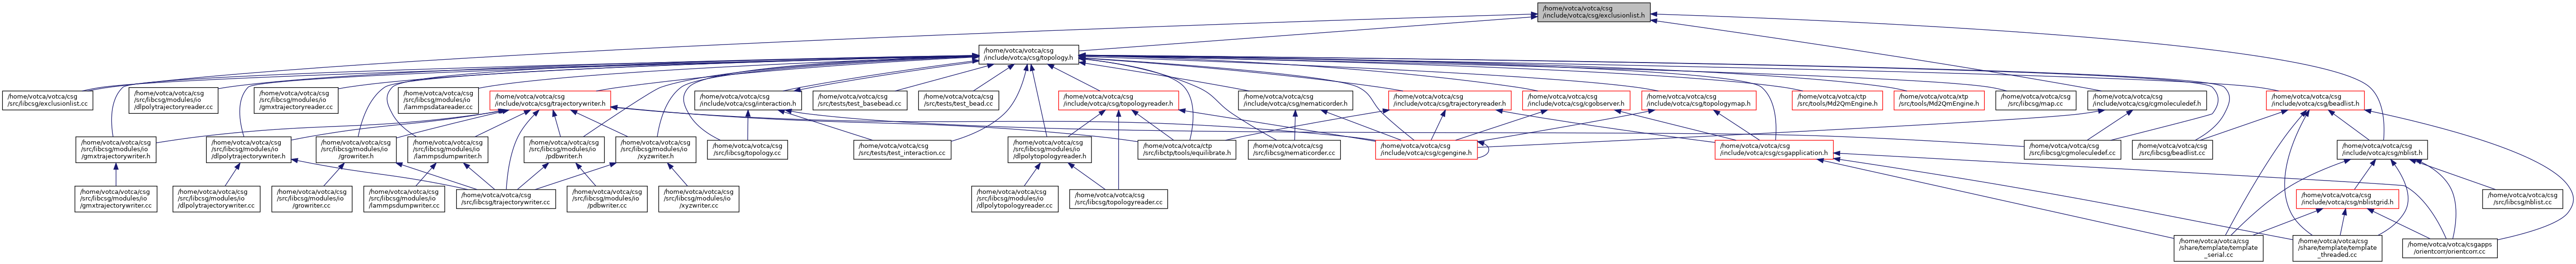 /home/votca/votca/csg
/include/votca/csg/exclusionlist.h
/home/votca/votca/csg
/include/votca/csg/topology.h
/home/votca/votca/csg
/src/libcsg/exclusionlist.cc
/home/votca/votca/csg
/src/libcsg/modules/io
/dlpolytrajectoryreader.cc
/home/votca/votca/csg
/src/libcsg/modules/io
/gmxtrajectoryreader.cc
/home/votca/votca/csg
/src/libcsg/modules/io
/lammpsdatareader.cc
/home/votca/votca/csg
/include/votca/csg/trajectorywriter.h
/home/votca/votca/csg
/include/votca/csg/interaction.h
/home/votca/votca/csg
/src/tests/test_basebead.cc
/home/votca/votca/csg
/src/tests/test_bead.cc
/home/votca/votca/csg
/include/votca/csg/topologyreader.h
/home/votca/votca/csg
/include/votca/csg/nematicorder.h
/home/votca/votca/csg
/include/votca/csg/trajectoryreader.h
/home/votca/votca/csg
/include/votca/csg/cgobserver.h
/home/votca/votca/csg
/include/votca/csg/topologymap.h
/home/votca/votca/ctp
/src/tools/Md2QmEngine.h
/home/votca/votca/xtp
/src/tools/Md2QmEngine.h
/home/votca/votca/csg
/src/libcsg/map.cc
/home/votca/votca/csg
/include/votca/csg/cgmoleculedef.h
/home/votca/votca/csg
/include/votca/csg/beadlist.h
/home/votca/votca/csg
/src/libcsg/modules/io
/gmxtrajectorywriter.h
/home/votca/votca/csg
/src/libcsg/modules/io
/dlpolytrajectorywriter.h
/home/votca/votca/csg
/src/libcsg/modules/io
/growriter.h
/home/votca/votca/csg
/src/libcsg/modules/io
/lammpsdumpwriter.h
/home/votca/votca/csg
/src/libcsg/modules/io
/pdbwriter.h
/home/votca/votca/csg
/src/libcsg/modules/io
/xyzwriter.h
/home/votca/votca/csg
/src/libcsg/topology.cc
/home/votca/votca/csg
/src/tests/test_interaction.cc
/home/votca/votca/csg
/src/libcsg/modules/io
/dlpolytopologyreader.h
/home/votca/votca/ctp
/src/libctp/tools/equilibrate.h
/home/votca/votca/csg
/src/libcsg/nematicorder.cc
/home/votca/votca/csg
/include/votca/csg/cgengine.h
/home/votca/votca/csg
/include/votca/csg/csgapplication.h
/home/votca/votca/csg
/src/libcsg/cgmoleculedef.cc
/home/votca/votca/csg
/src/libcsg/beadlist.cc
/home/votca/votca/csg
/include/votca/csg/nblist.h
/home/votca/votca/csg
/src/libcsg/modules/io
/gmxtrajectorywriter.cc
/home/votca/votca/csg
/src/libcsg/modules/io
/dlpolytrajectorywriter.cc
/home/votca/votca/csg
/src/libcsg/modules/io
/growriter.cc
/home/votca/votca/csg
/src/libcsg/modules/io
/lammpsdumpwriter.cc
/home/votca/votca/csg
/src/libcsg/trajectorywriter.cc
/home/votca/votca/csg
/src/libcsg/modules/io
/pdbwriter.cc
/home/votca/votca/csg
/src/libcsg/modules/io
/xyzwriter.cc
/home/votca/votca/csg
/src/libcsg/modules/io
/dlpolytopologyreader.cc
/home/votca/votca/csg
/src/libcsg/topologyreader.cc
/home/votca/votca/csg
/include/votca/csg/nblistgrid.h
/home/votca/votca/csg
/src/libcsg/nblist.cc
/home/votca/votca/csg
/share/template/template
_serial.cc
/home/votca/votca/csg
/share/template/template
_threaded.cc
/home/votca/votca/csgapps
/orientcorr/orientcorr.cc